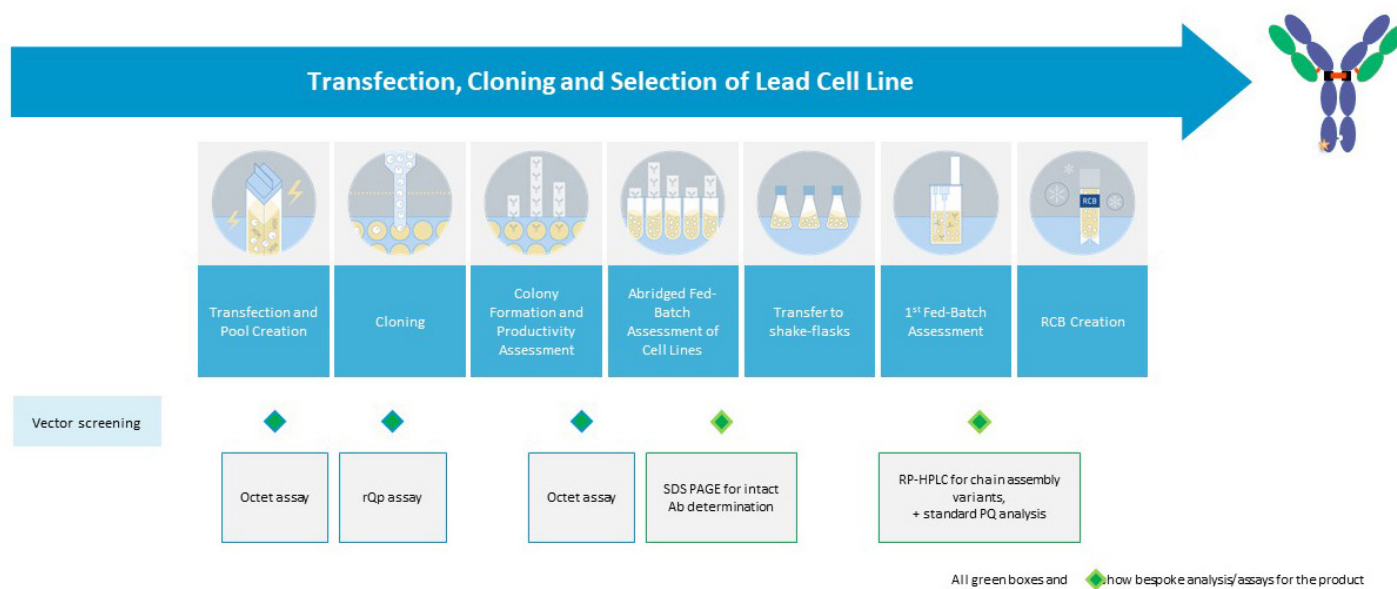 Transfection, Cloning and Selection of Lead Cell Line
RCB
Transfection and
Pool Creation
Cloning
Colony
Formation and
Productivity
Assessment
Abridged Fed-
Batch
Assessment of
Cell Lines
Transfer to
shake-flasks
1st Fed-Batch
Assessment
RCB Creation
Vector screening
Octet assay
rQp assay
Octet assay
SDS PAGE for intact
Ab determination
RP-HPLC for chain assembly
variants,
+ standard PQ analysis
All green boxes and show bespoke analysis/assays for the product